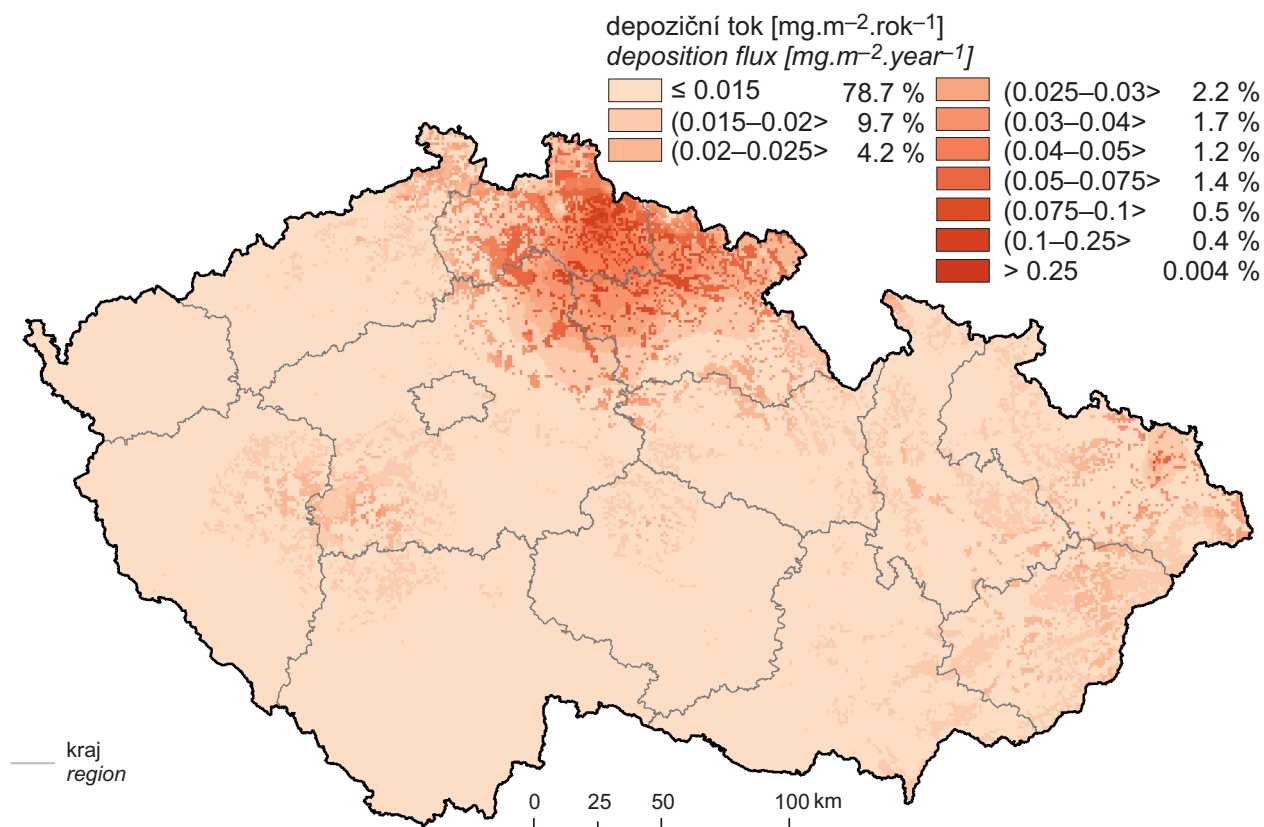 depoziční tok [mg.m–2.rok–1]
deposition flux [mg.m–2.year–1]
≤ 0.015 78.7 %
(0.015–0.02> 9.7 %
(0.02–0.025> 4.2 %
(0.025–0.03> 2.2 %
(0.03–0.04> 1.7 %
(0.04–0.05> 1.2 %
(0.05–0.075> 1.4 %
(0.075–0.1> 0.5 %
(0.1–0.25> 0.4 %
> 0.25 0.004 %
kraj
region
0 25 50 100 km